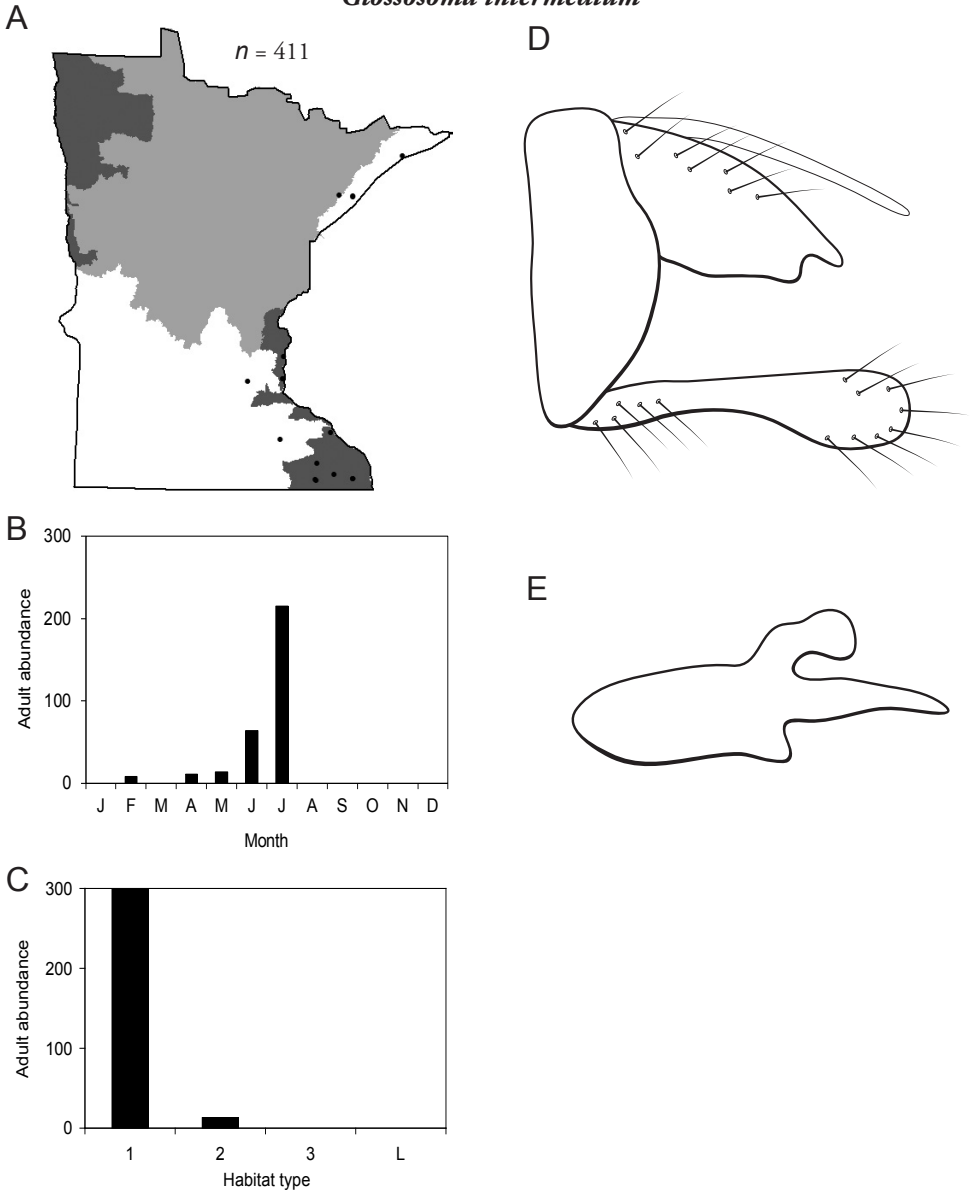 Glossosoma intermedium
A
n = 411
D
B
300
200
100
0
Adult abundance
J F M A M J J A S O N D
Month
E
C
300
200
100
0
Adult abundance
1 2 3 L
Habitat type